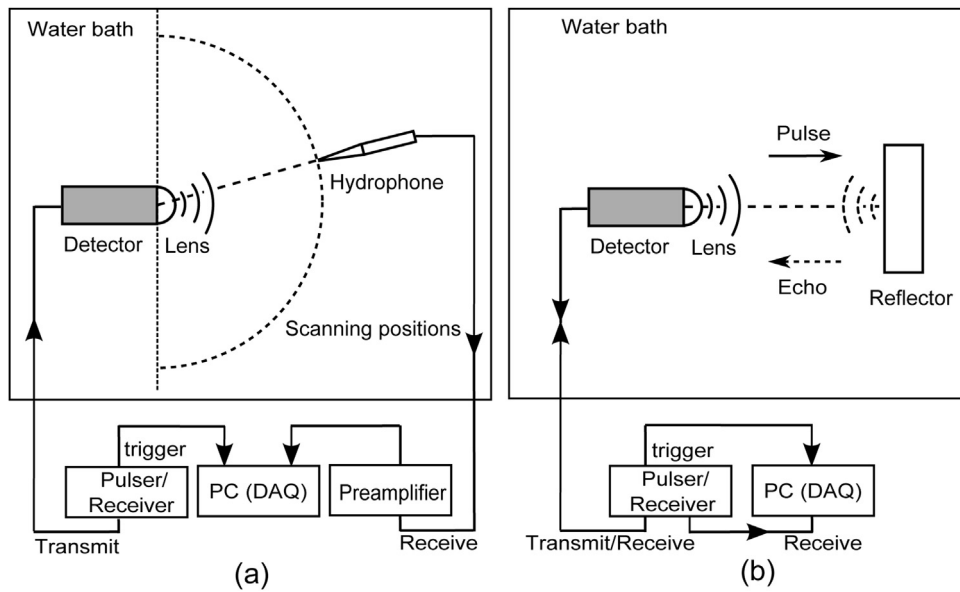 Water bath
Hydrophone
Detector
Lens
Scanning positions
trigger
Pulser/
Receiver
PC (DAQ)
Preamplifier
Transmit
Receive
(a)
Water bath
Pulse
Detector
Lens
Echo
Reflector
trigger
Pulser/
Receiver
PC (DAQ)
Transmit/Receive
Receive
(b)